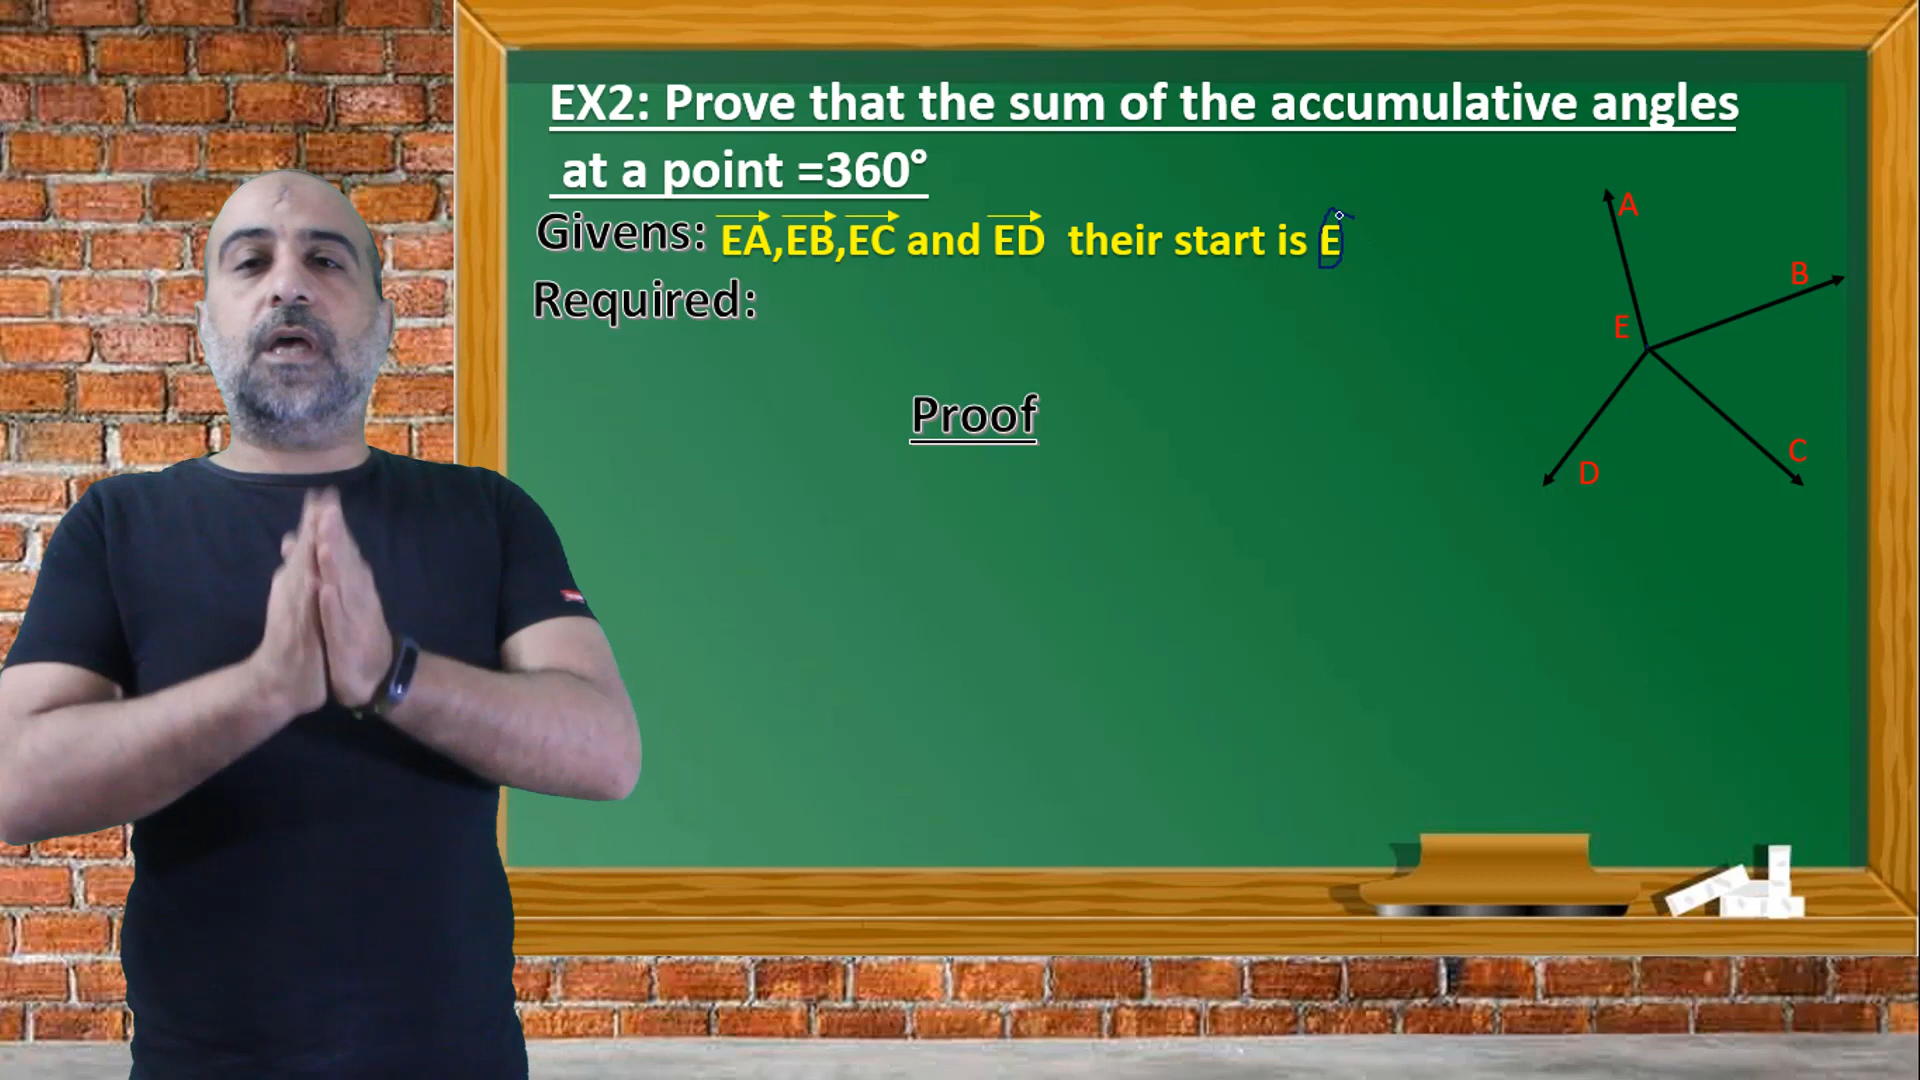 EX2: Prove that the sum of the accumulative angles
at a point =360°
Givens: EA,EB,EC and ED their start is E
Required:
Proof
A
B
E
C
D